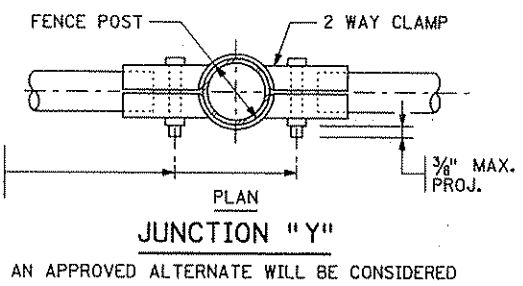 FENCE POST
2 WAY CLAMP
3/8" MAX.
PROJ.
PLAN
JUNCTION "Y"
AN APPROVED ALTERNATE WILL BE CONSIDERED